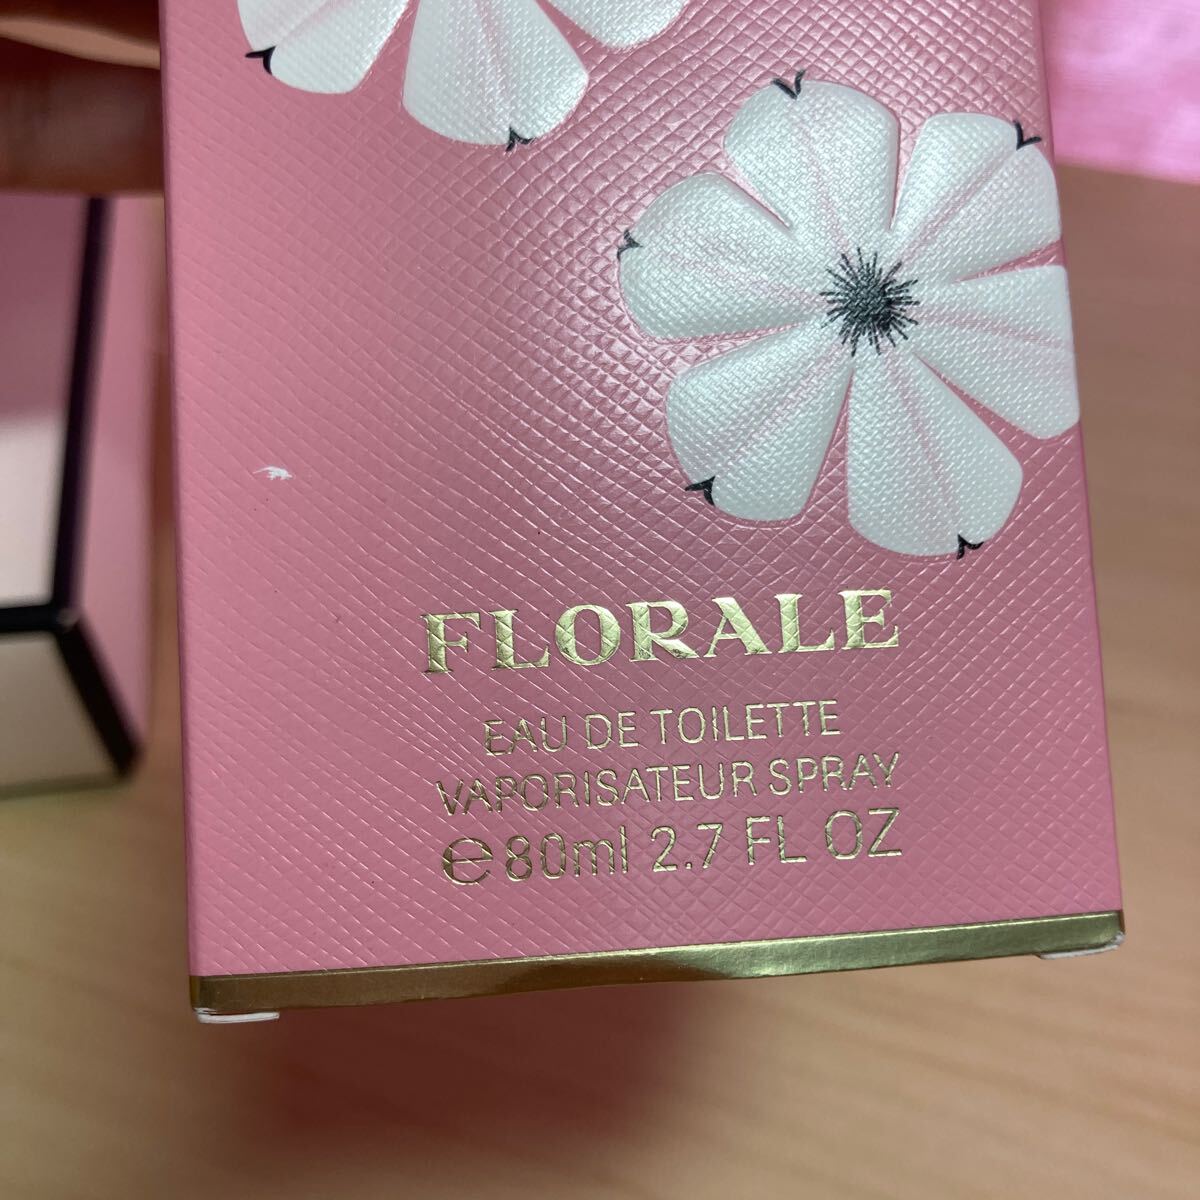 FLORALE
EAU DE TOILETTE
VAPORISATEUR SPRAY
℮80ml 2.7 FL OZ